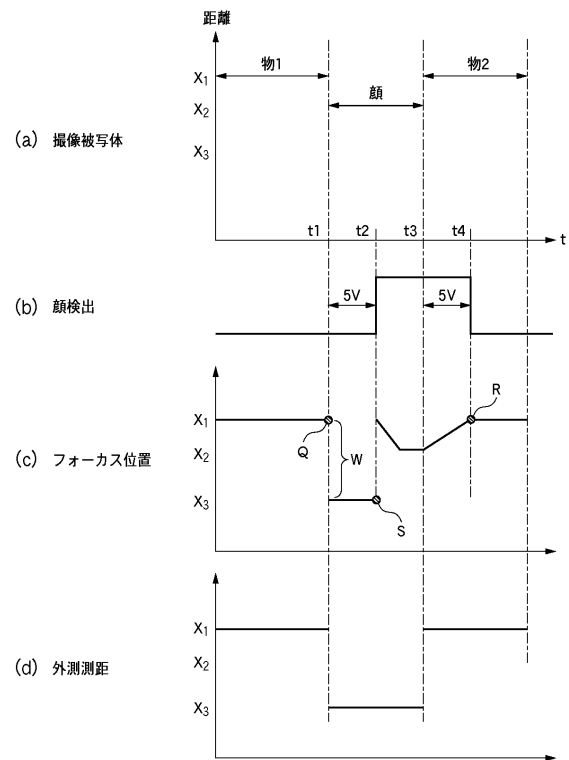 距離
物1
物2
X1
顔
X2
(a) 撮像被写体
X3
t1 t2 t3 t4 t
(b) 顔検出
5V 5V
R
X1
Q
W
(c) フォーカス位置
X2
X3
S
X1
(d) 外測測距
X2
X3